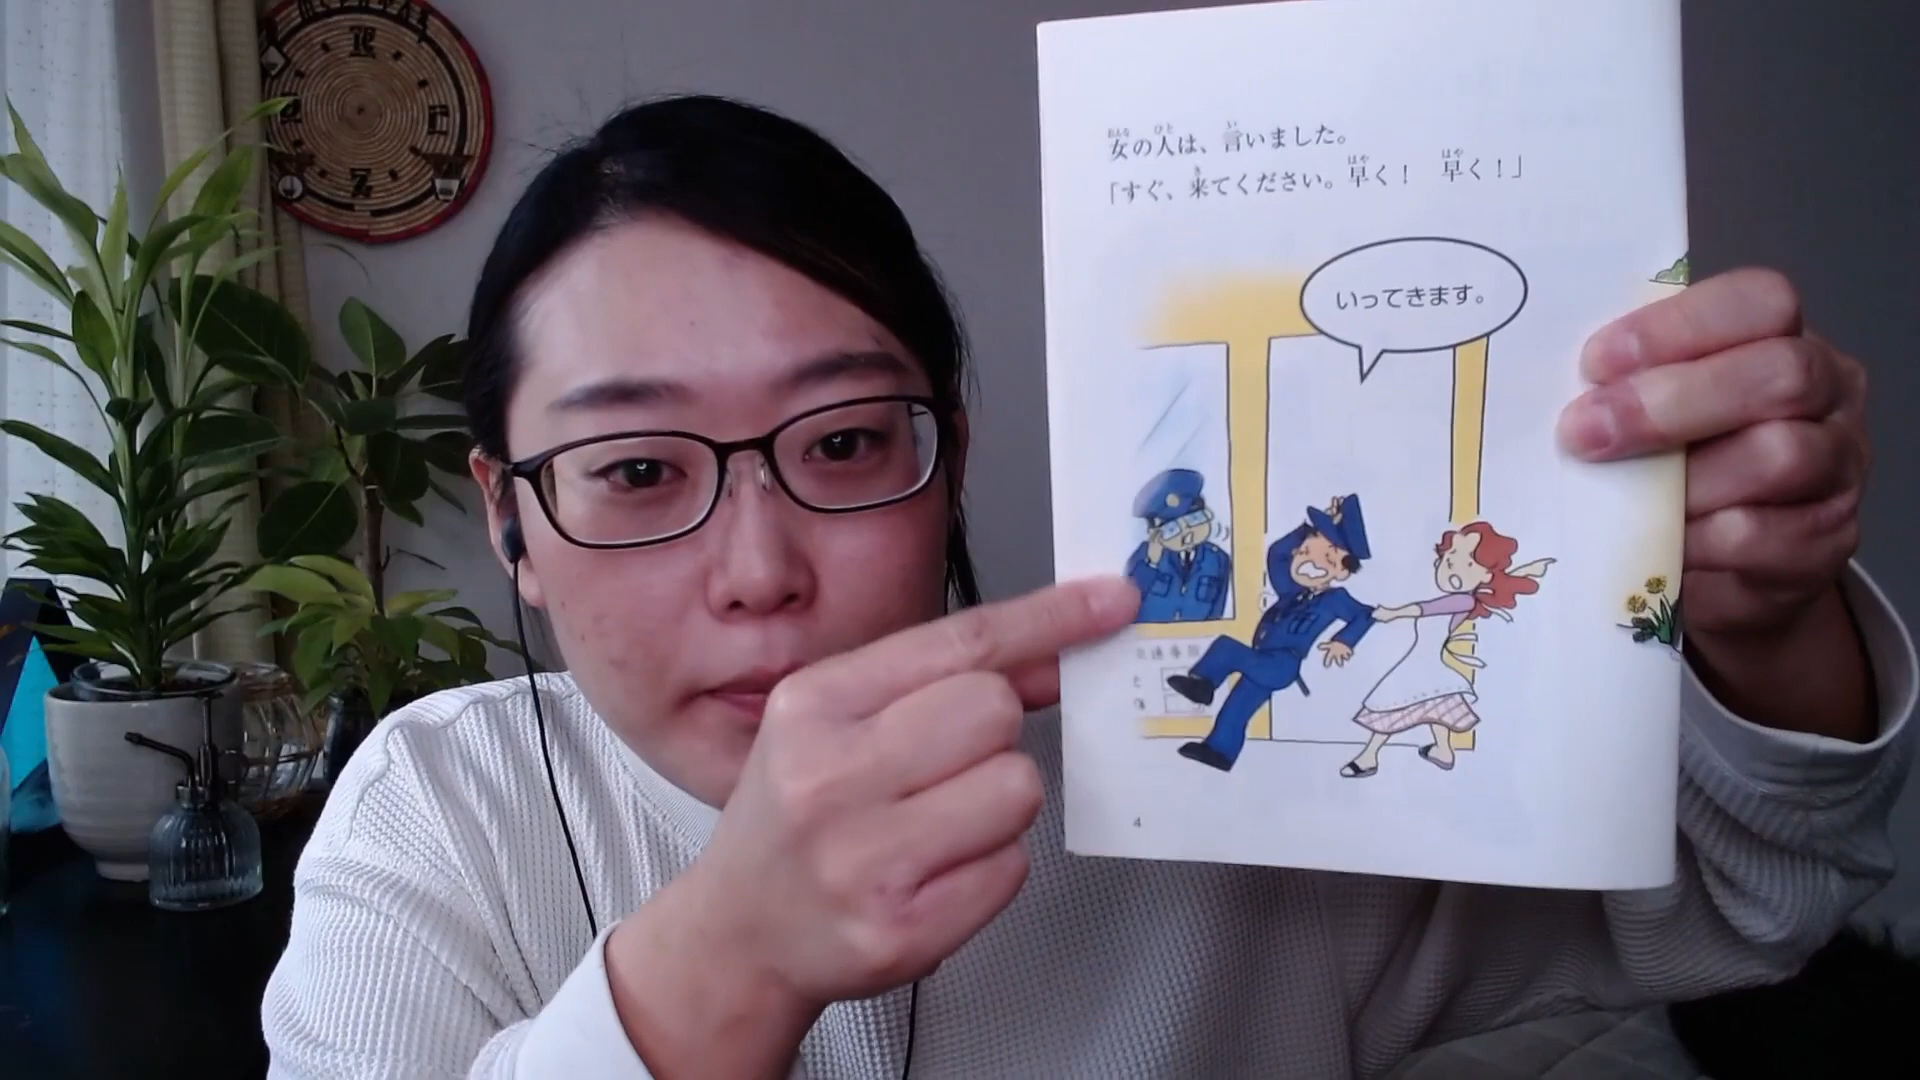 女の人は、言いました。
「すぐ、来てください。早く！　早く！」
いってきます。
4